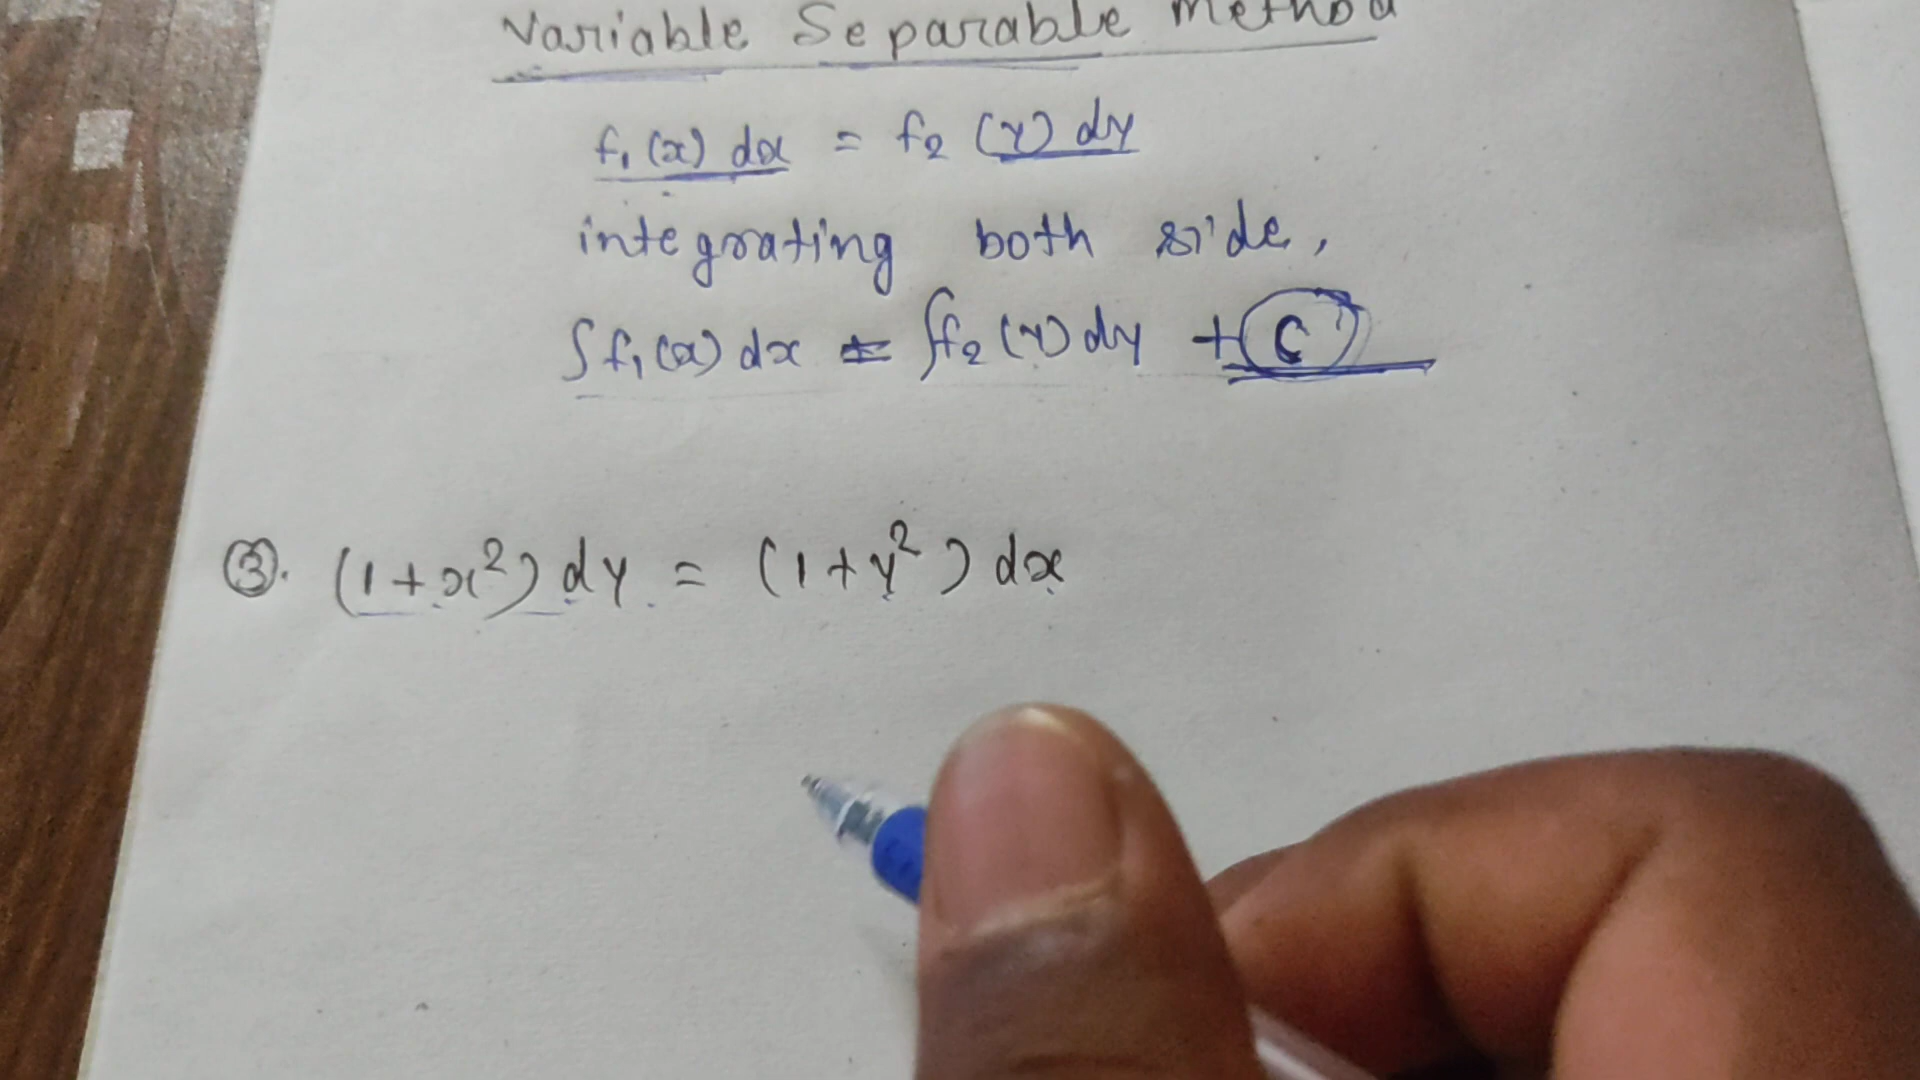 Variable Separable Method
f₁(x) dx = f₂ (y) dy
integrating both side,
∫f₁(x) dx = ∫f₂(y) dy + C
③. (1+x²) dy = (1+y²) dx